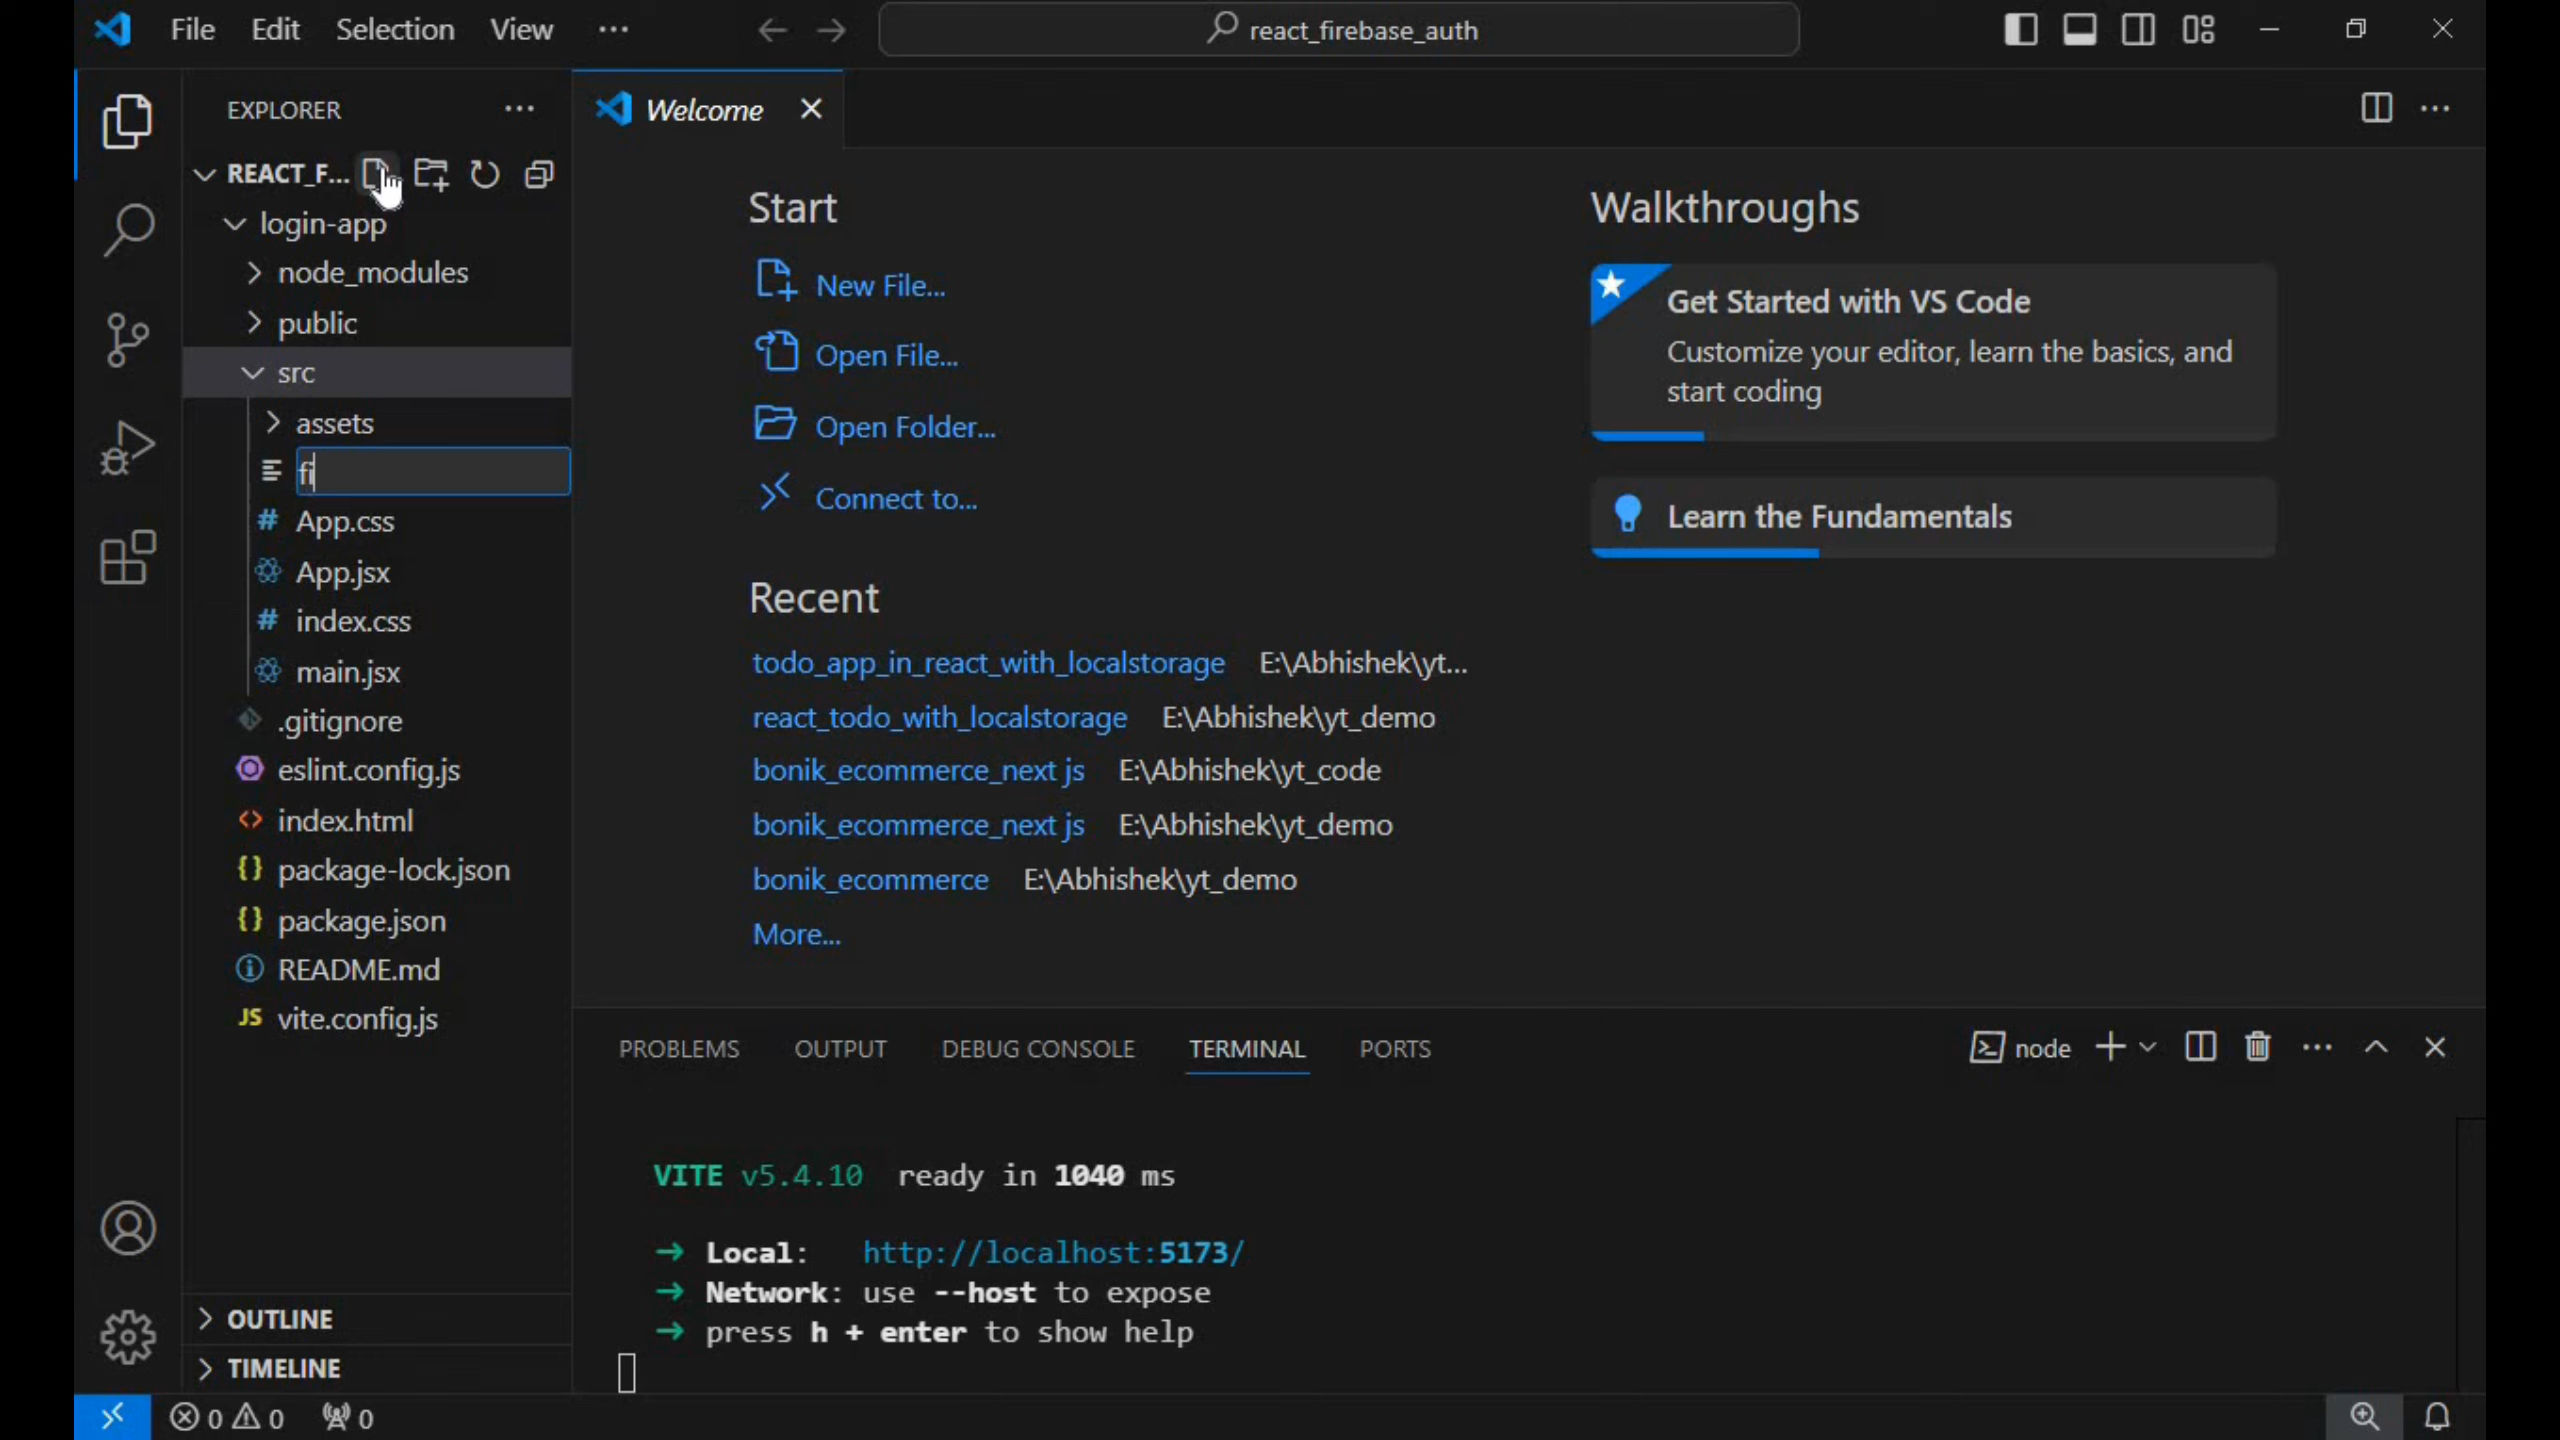 File Edit Selection View ··· react_firebase_auth
EXPLORER ···
REACT_F...
login-app
node_modules
public
src
assets
fi
# App.css
App.jsx
# index.css
main.jsx
.gitignore
eslint.config.js
<> index.html
{} package-lock.json
{} package.json
README.md
JS vite.config.js
OUTLINE
TIMELINE
Welcome
Start
New File...
Open File...
Open Folder...
Connect to...
Recent
todo_app_in_react_with_localstorage E:\Abhishek\yt...
react_todo_with_localstorage E:\Abhishek\yt_demo
bonik_ecommerce_next js E:\Abhishek\yt_code
bonik_ecommerce_next js E:\Abhishek\yt_demo
bonik_ecommerce E:\Abhishek\yt_demo
More...
Walkthroughs
Get Started with VS Code
Customize your editor, learn the basics, and
start coding
Learn the Fundamentals
PROBLEMS OUTPUT DEBUG CONSOLE TERMINAL PORTS node
VITE v5.4.10 ready in 1040 ms
➜ Local: http://localhost:5173/
➜ Network: use --host to expose
➜ press h + enter to show help
0 0 0